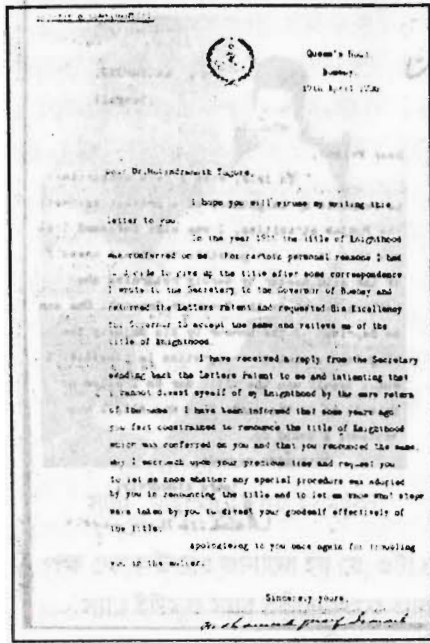 Queen's Road,
Bombay,
17th April 1930
Dear Dr. Rabindranath Tagore,
I hope you will excuse my writing this
letter to you.
In the year the title of Knighthood
was conferred on me. For certain personal reasons I had
decide to give up the title after some correspondence
I wrote to the Secretary to the Governor of Bombay and
returned the Letters Patent and requested His Excellency
the Governor to accept the same and relieve me of the
title of Knighthood.
I have received a reply from the Secretary
sending back the Letters Patent to me and intimating that
I cannot divest myself of my Knighthood by the mere return
of the same. I have been informed that some years ago
you felt constrained to renounce the title of Knighthood
which was conferred on you and that you renounced the same.
May I encroach upon your precious time and request you
to let me know whether any special procedure was adopted
by you in renouncing the title and to let me know what steps
were taken by you to divest your goodself effectively of
the title.
Apologising to you once again for troubling
you in the matter.
Sincerely yours,